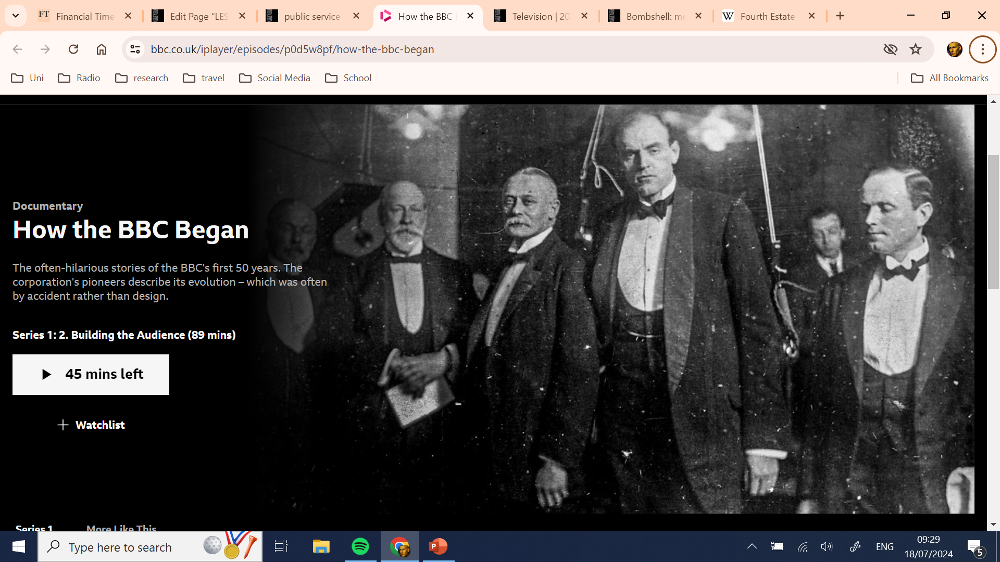 FT Financial Time
Edit Page “LES
public service
How the BBC B
Television | 20
Bombshell: me
W Fourth Estate
bbc.co.uk/iplayer/episodes/p0d5w8pf/how-the-bbc-began
Uni
Radio
research
travel
Social Media
School
All Bookmarks
Documentary
How the BBC Began
The often-hilarious stories of the BBC's first 50 years. The
corporation's pioneers describe its evolution – which was often
by accident rather than design.
Series 1: 2. Building the Audience (89 mins)
45 mins left
Watchlist
Series 1
More Like This
Type here to search
P
ENG
09:29
18/07/2024
5